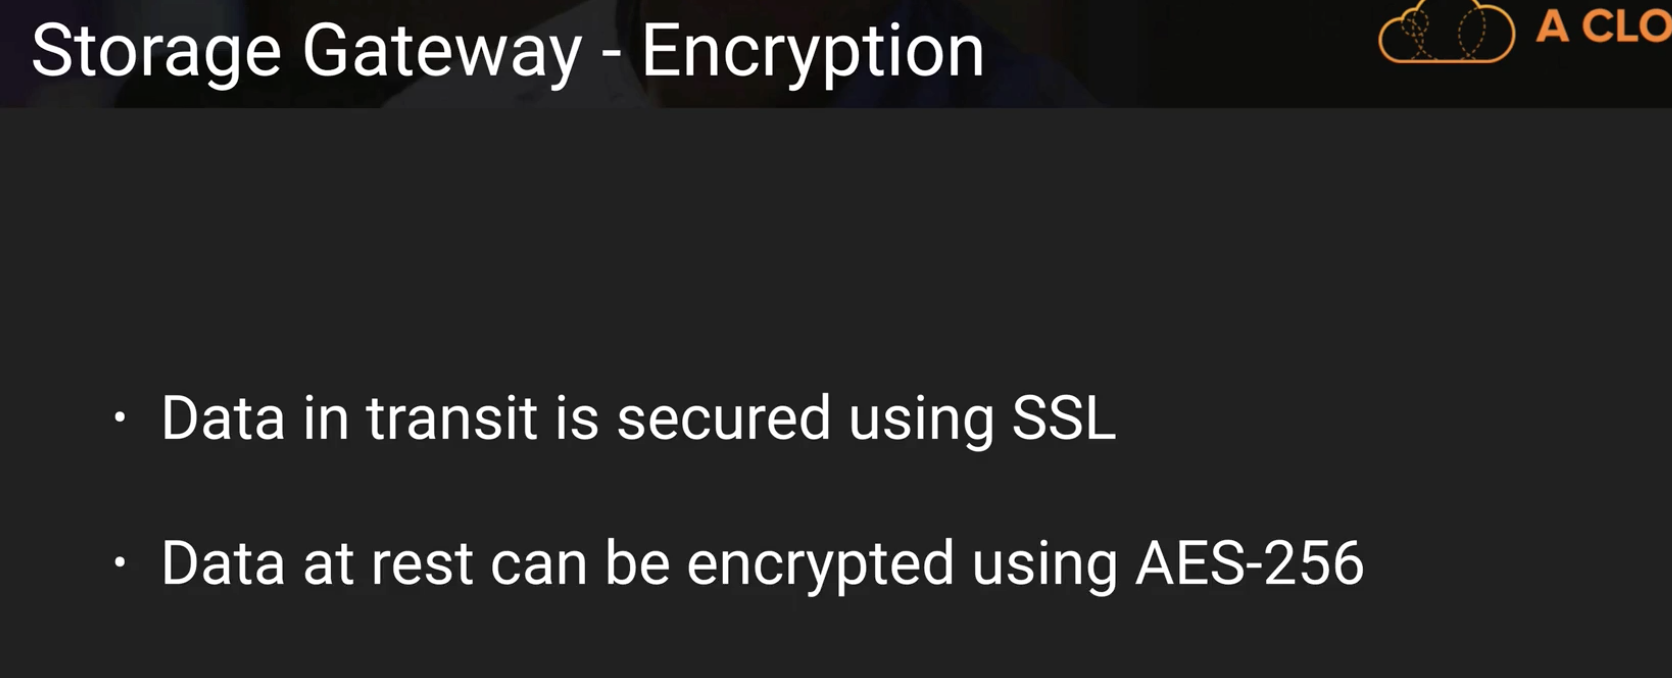 Storage Gateway - Encryption
A CLO
• Data in transit is secured using SSL
• Data at rest can be encrypted using AES-256